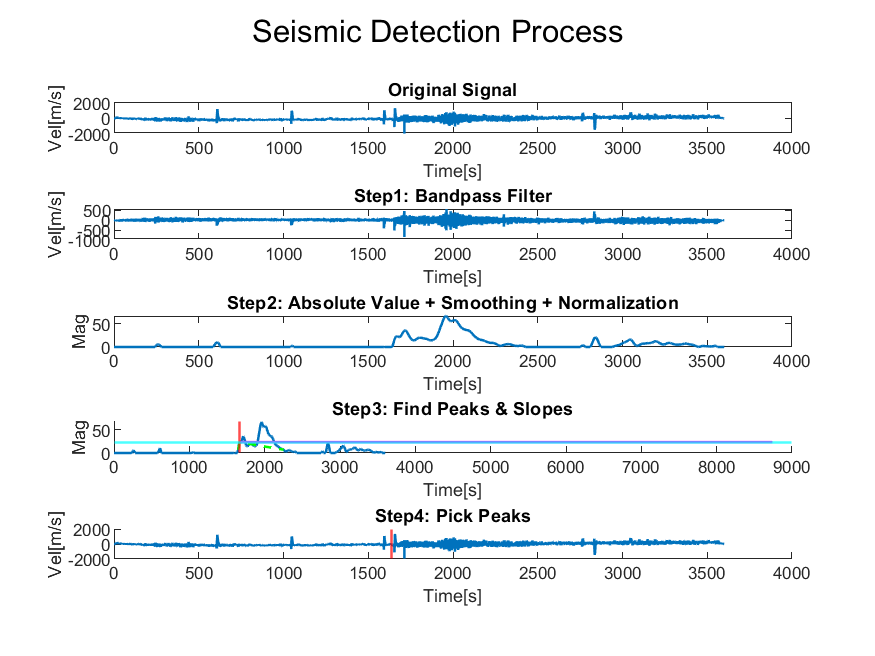 Seismic Detection Process
Original Signal
Vel[m/s]
2000
0
-2000
0 500 1000 1500 2000 2500 3000 3500 4000
Time[s]
Step1: Bandpass Filter
Vel[m/s]
500
0
-500
-1000
0 500 1000 1500 2000 2500 3000 3500 4000
Time[s]
Step2: Absolute Value + Smoothing + Normalization
Mag
50
0
0 500 1000 1500 2000 2500 3000 3500 4000
Time[s]
Step3: Find Peaks & Slopes
Mag
50
0
0 1000 2000 3000 4000 5000 6000 7000 8000 9000
Time[s]
Step4: Pick Peaks
Vel[m/s]
2000
0
-2000
0 500 1000 1500 2000 2500 3000 3500 4000
Time[s]